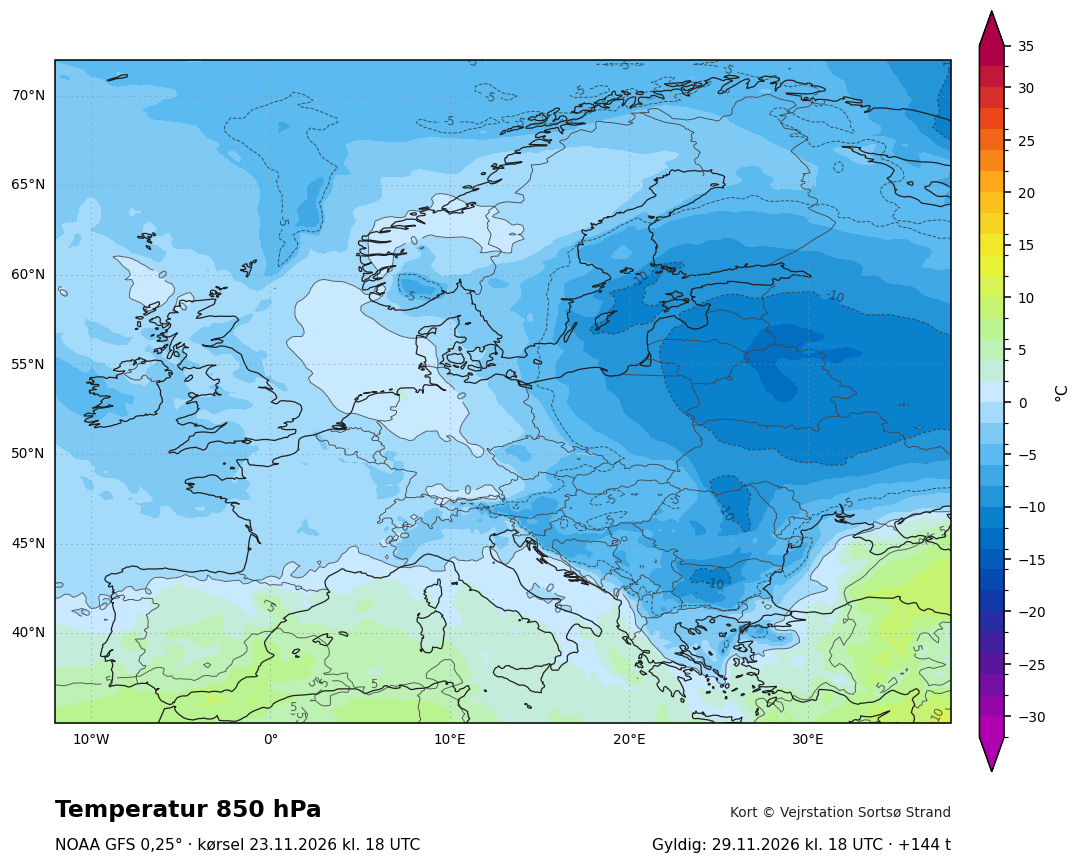 70°N
65°N
60°N
55°N
50°N
45°N
40°N
10°W
0°
10°E
20°E
30°E
35
30
25
20
15
10
5
0
−5
−10
−15
−20
−25
−30
°C
Temperatur 850 hPa
Kort © Vejrstation Sortsø Strand
NOAA GFS 0,25° · kørsel 23.11.2026 kl. 18 UTC
Gyldig: 29.11.2026 kl. 18 UTC · +144 t